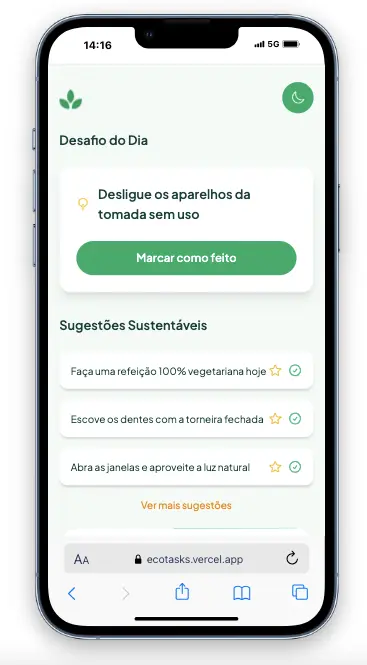 14:16
5G
Desafio do Dia
Desligue os aparelhos da
tomada sem uso
Marcar como feito
Sugestões Sustentáveis
Faça uma refeição 100% vegetariana hoje
Escove os dentes com a torneira fechada
Abra as janelas e aproveite a luz natural
Ver mais sugestões
AA
ecotasks.vercel.app